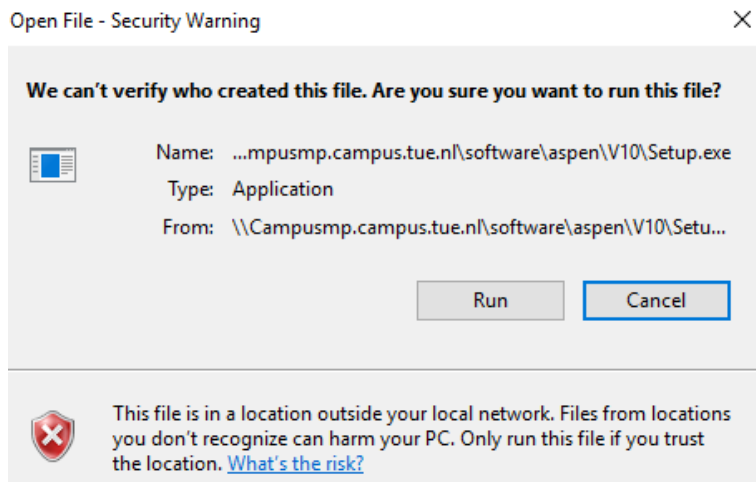 Open File - Security Warning
We can't verify who created this file. Are you sure you want to run this file?
Name: ...mpusmp.campus.tue.nl\software\aspen\V10\Setup.exe
Type: Application
From: \\Campusmp.campus.tue.nl\software\aspen\V10\Setu...
Run Cancel
This file is in a location outside your local network. Files from locations
you don't recognize can harm your PC. Only run this file if you trust
the location. What's the risk?